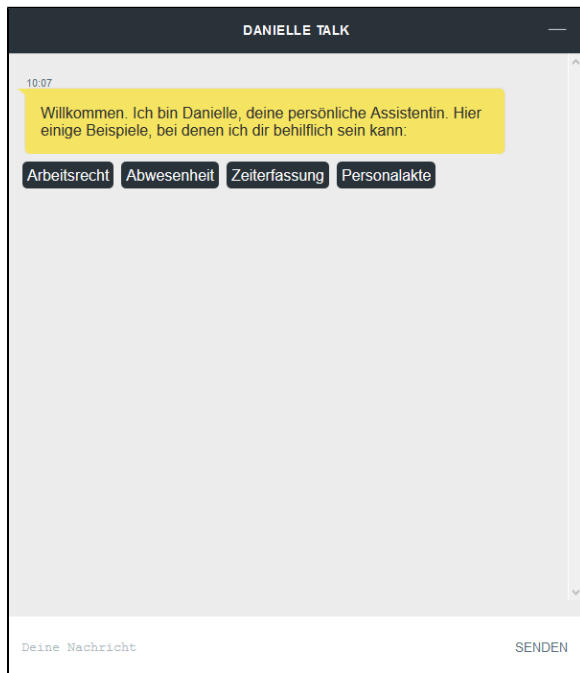 DANIELLE TALK
10:07
Willkommen. Ich bin Danielle, deine persönliche Assistentin. Hier
einige Beispiele, bei denen ich dir behilflich sein kann:
Arbeitsrecht Abwesenheit Zeiterfassung Personalakte
Deine Nachricht SENDEN